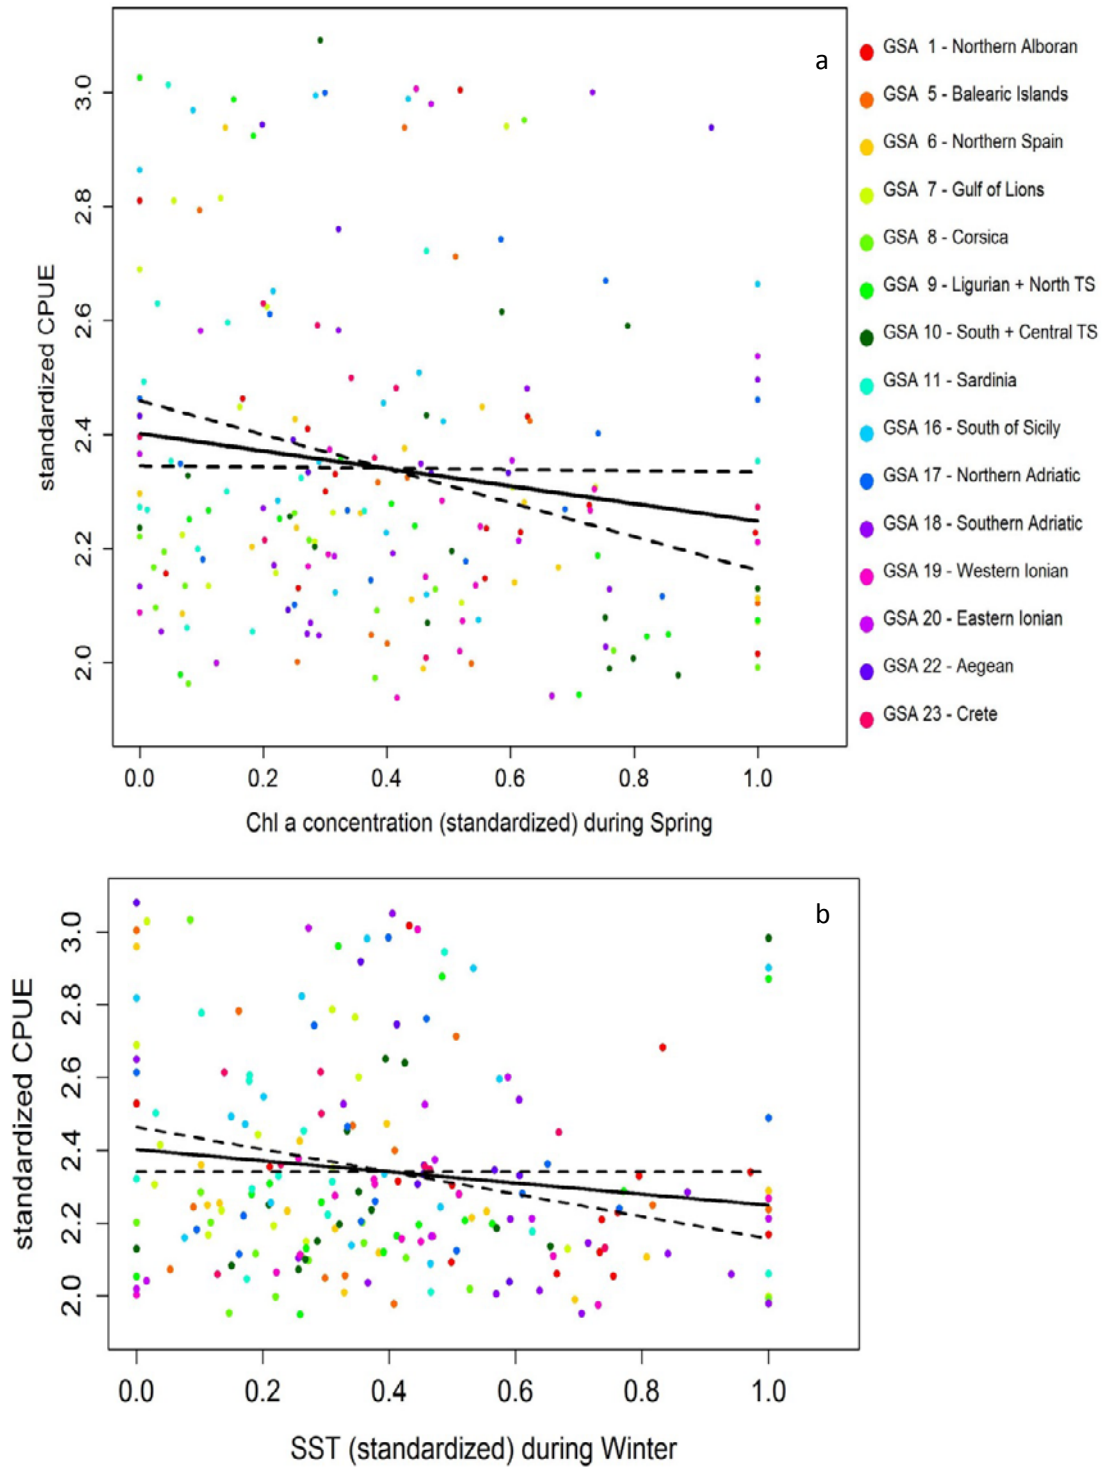 a
GSA 1 - Northern Alboran
GSA 5 - Balearic Islands
GSA 6 - Northern Spain
GSA 7 - Gulf of Lions
GSA 8 - Corsica
GSA 9 - Ligurian + North TS
GSA 10 - South + Central TS
GSA 11 - Sardinia
GSA 16 - South of Sicily
GSA 17 - Northern Adriatic
GSA 18 - Southern Adriatic
GSA 19 - Western Ionian
GSA 20 - Eastern Ionian
GSA 22 - Aegean
GSA 23 - Crete
standardized CPUE
3.0
2.8
2.6
2.4
2.2
2.0
0.0 0.2 0.4 0.6 0.8 1.0
Chl a concentration (standardized) during Spring
b
standardized CPUE
3.0
2.8
2.6
2.4
2.2
2.0
0.0 0.2 0.4 0.6 0.8 1.0
SST (standardized) during Winter